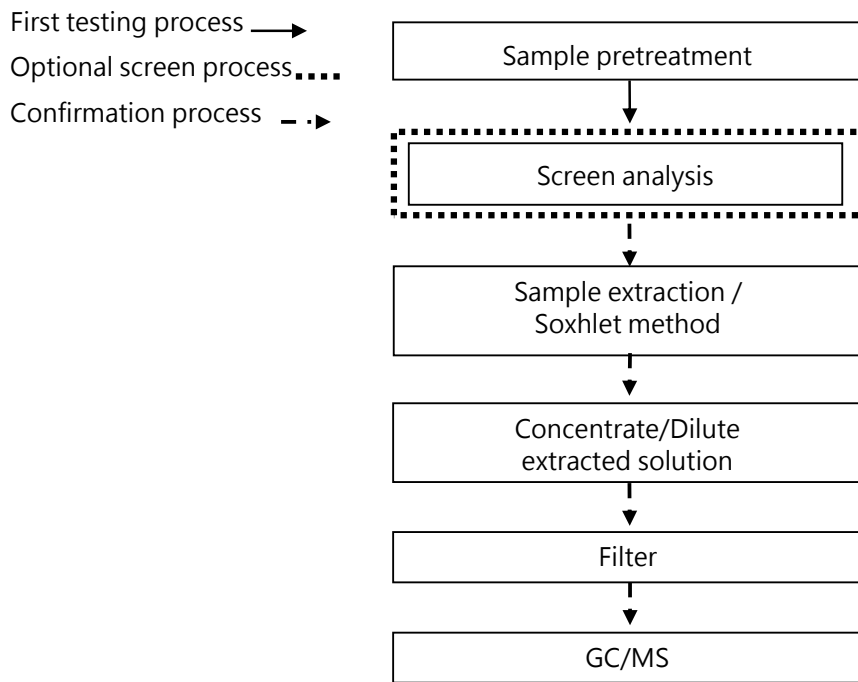 First testing process
Optional screen process
Confirmation process
Sample pretreatment
Screen analysis
Sample extraction /
Soxhlet method
Concentrate/Dilute
extracted solution
Filter
GC/MS